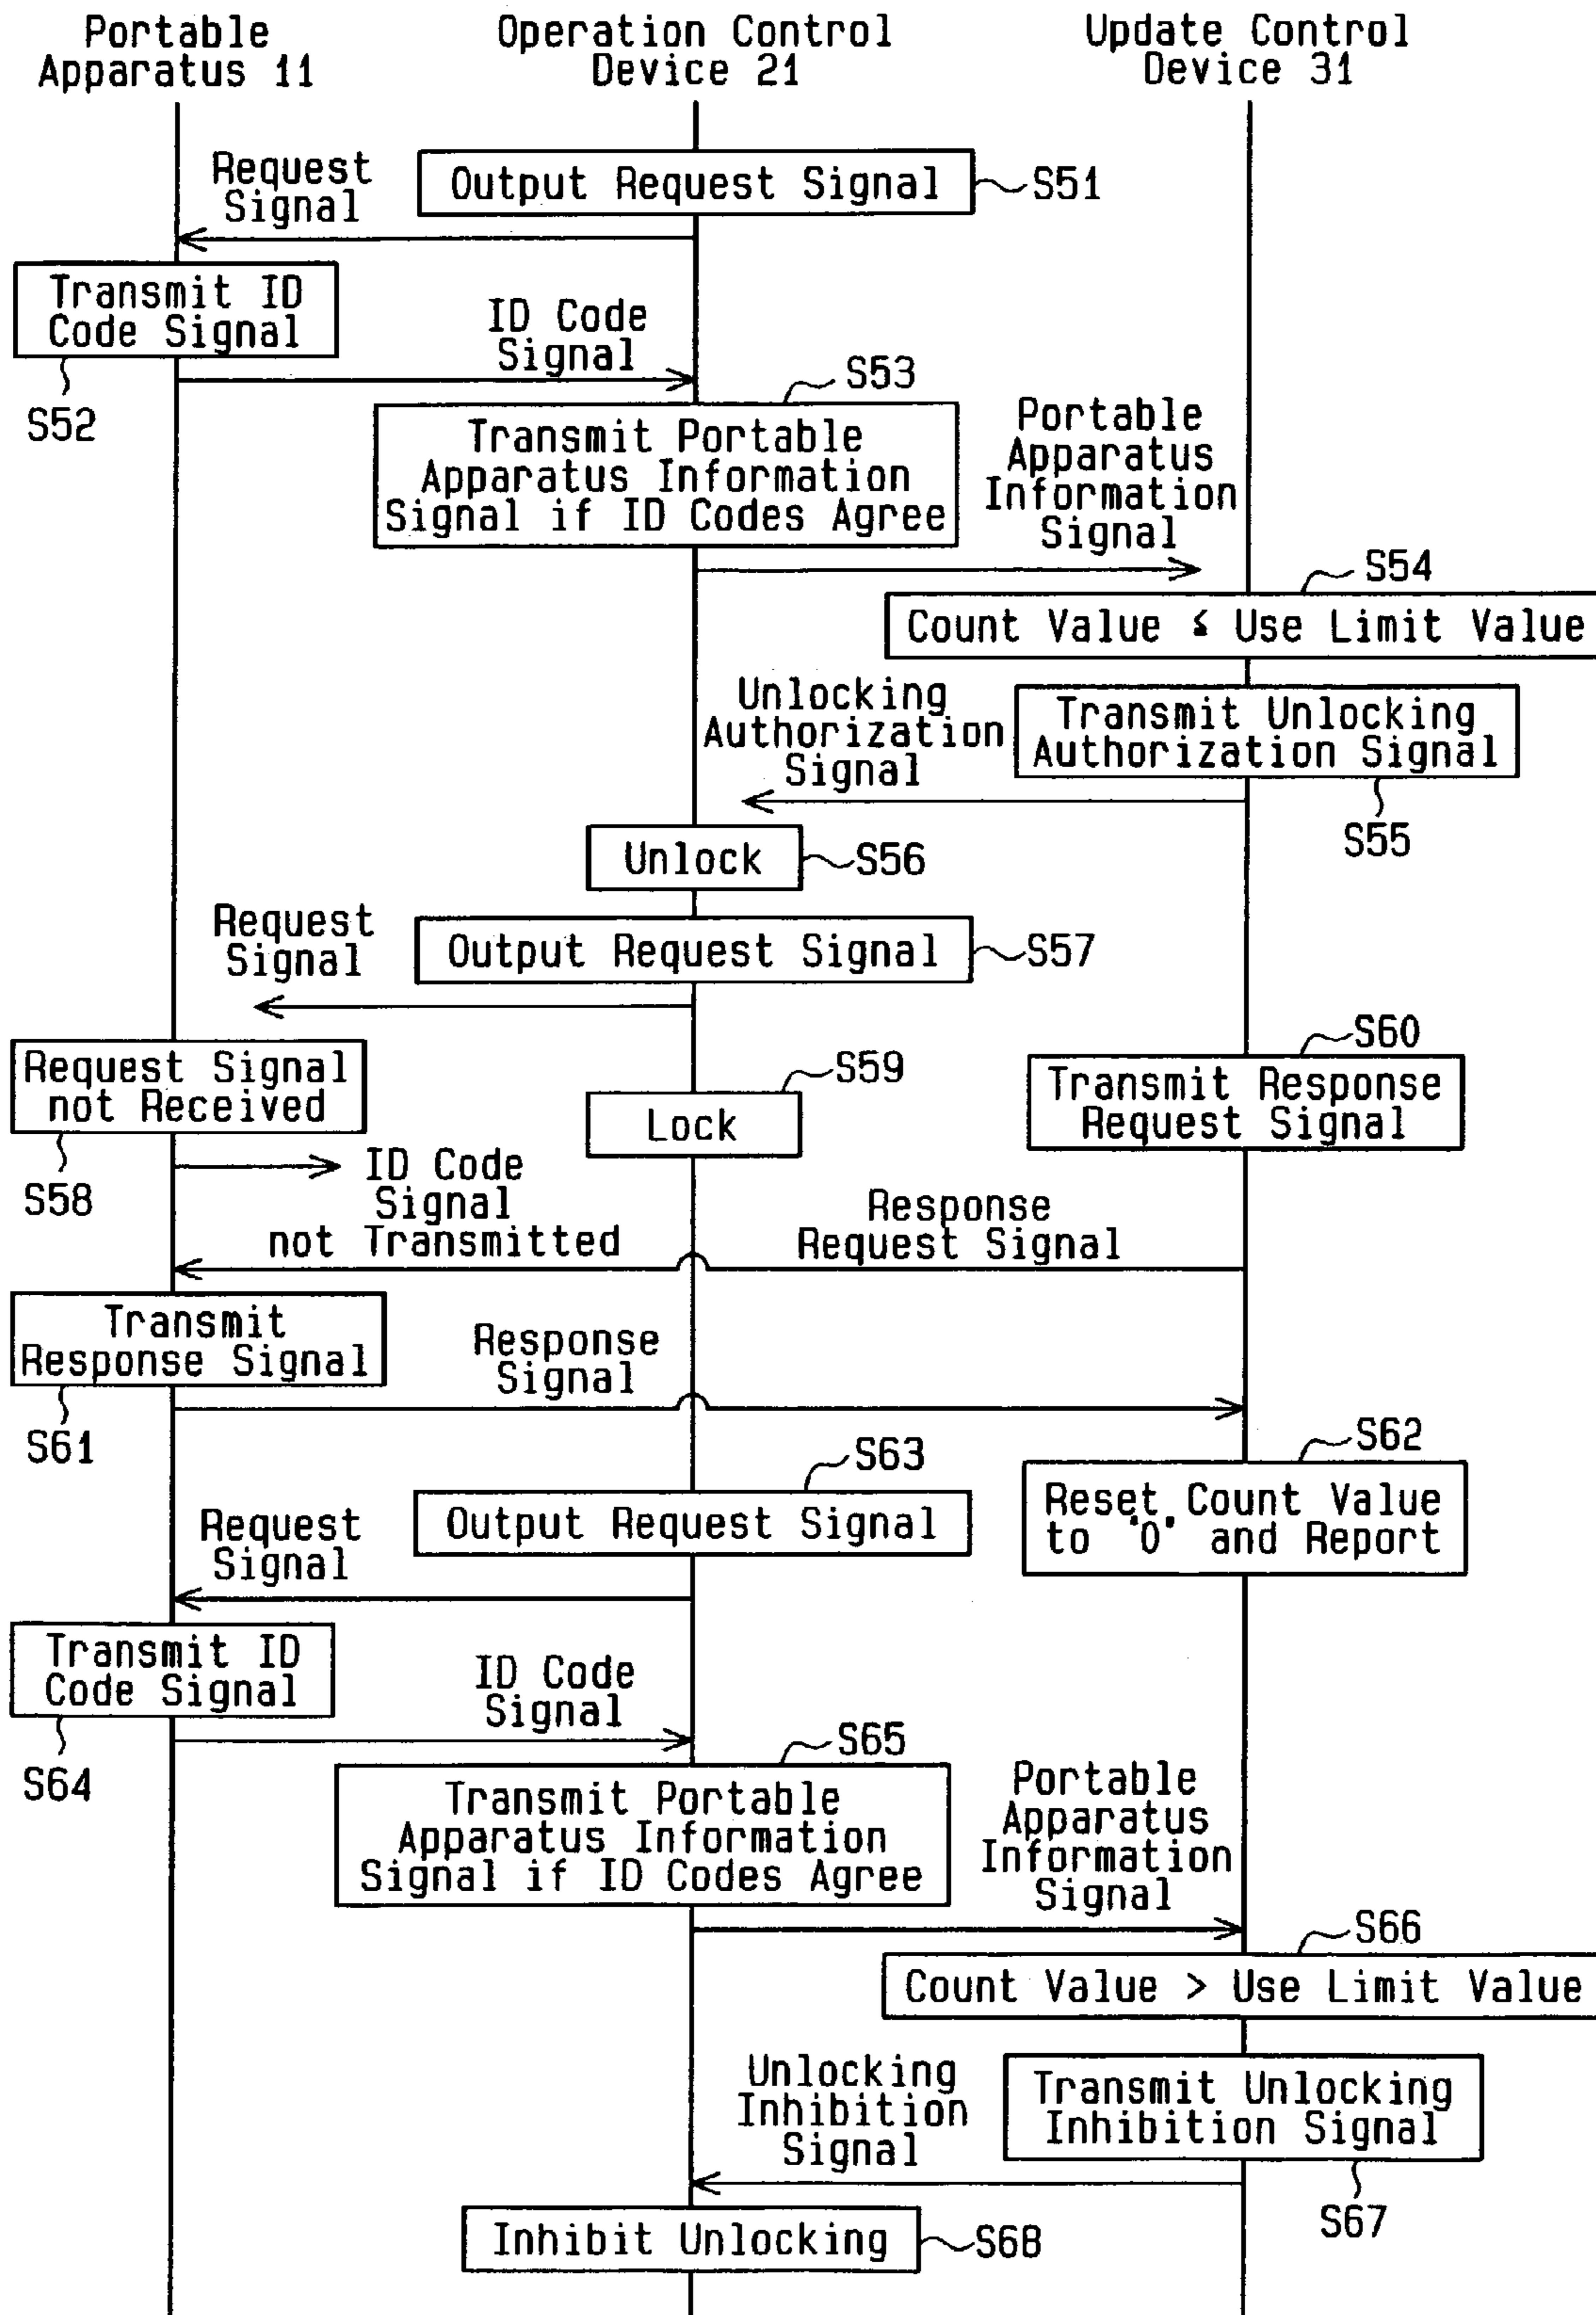 Portable
Apparatus 11
Operation Control
Device 21
Update Control
Device 31
Request
Signal
Output Request Signal
S51
Transmit ID
Code Signal
S52
ID Code
Signal
S53
Transmit Portable
Apparatus Information
Signal if ID Codes Agree
Portable
Apparatus
Information
Signal
S54
Count Value ≦ Use Limit Value
Unlocking
Authorization
Signal
Transmit Unlocking
Authorization Signal
S55
Unlock
S56
Request
Signal
Output Request Signal
S57
Request Signal
not Received
S58
S59
Lock
S60
Transmit Response
Request Signal
ID Code
Signal
not Transmitted
Response
Request Signal
Transmit
Response Signal
S61
Response
Signal
S62
Reset Count Value
to "0" and Report
S63
Output Request Signal
Request
Signal
Transmit ID
Code Signal
S64
ID Code
Signal
S65
Transmit Portable
Apparatus Information
Signal if ID Codes Agree
Portable
Apparatus
Information
Signal
S66
Count Value > Use Limit Value
Unlocking
Inhibition
Signal
Transmit Unlocking
Inhibition Signal
S67
Inhibit Unlocking
S68